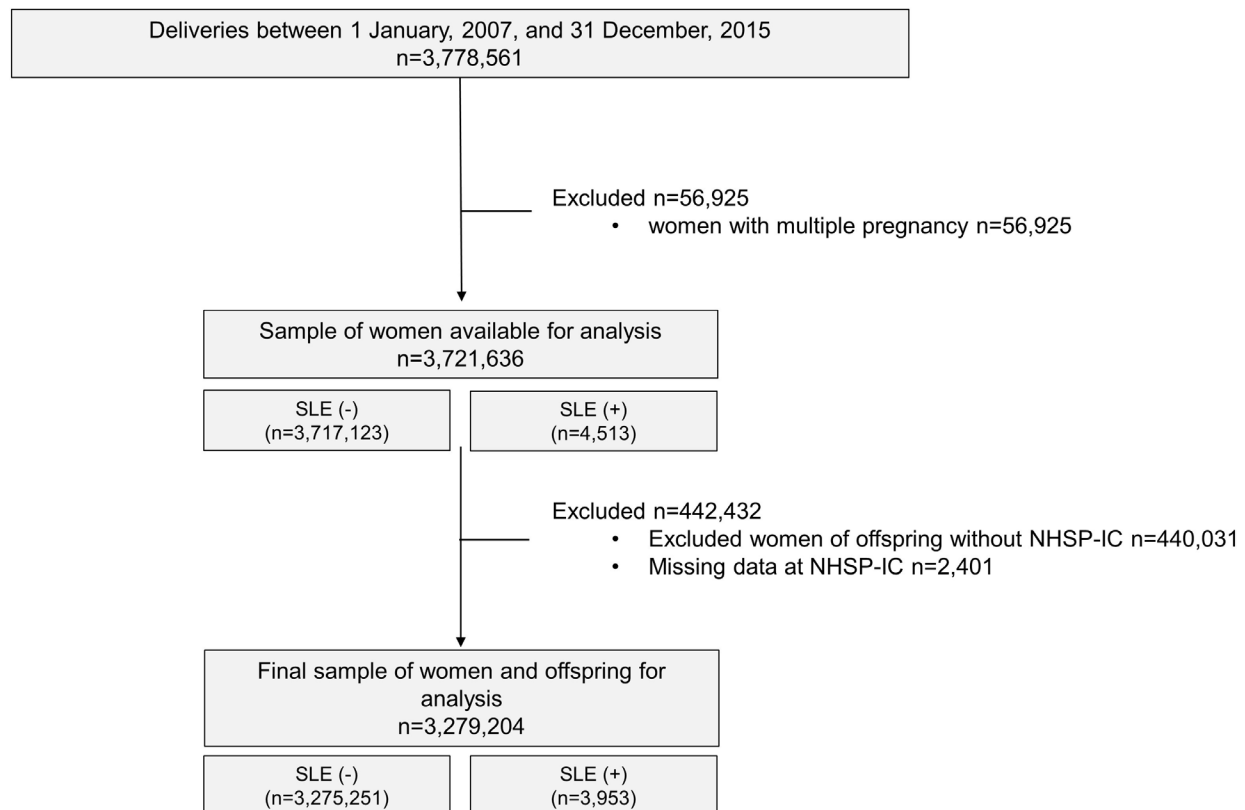 Deliveries between 1 January, 2007, and 31 December, 2015
n=3,778,561
Excluded n=56,925
• women with multiple pregnancy n=56,925
Sample of women available for analysis
n=3,721,636
SLE (-)
(n=3,717,123)
SLE (+)
(n=4,513)
Excluded n=442,432
• Excluded women of offspring without NHSP-IC n=440,031
• Missing data at NHSP-IC n=2,401
Final sample of women and offspring for
analysis
n=3,279,204
SLE (-)
(n=3,275,251)
SLE (+)
(n=3,953)